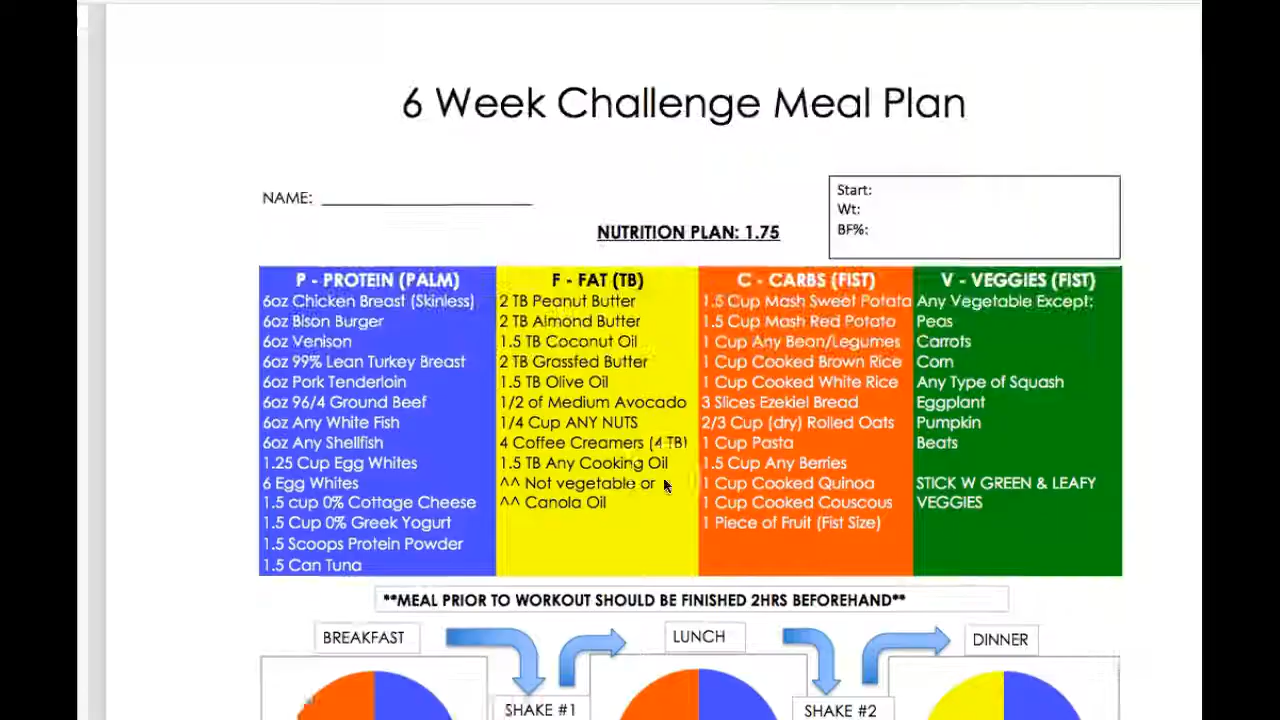 6 Week Challenge Meal Plan
NAME:
Start:
Wt:
BF%:
NUTRITION PLAN: 1.75
P - PROTEIN (PALM)
6oz Chicken Breast (Skinless)
6oz Bison Burger
6oz Venison
6oz 99% Lean Turkey Breast
6oz Pork Tenderloin
6oz 96/4 Ground Beef
6oz Any White Fish
6oz Any Shellfish
1.25 Cup Egg Whites
6 Egg Whites
1.5 cup 0% Cottage Cheese
1.5 Cup 0% Greek Yogurt
1.5 Scoops Protein Powder
1.5 Can Tuna
F - FAT (TB)
2 TB Peanut Butter
2 TB Almond Butter
1.5 TB Coconut Oil
2 TB Grassfed Butter
1.5 TB Olive Oil
1/2 of Medium Avocado
1/4 Cup ANY NUTS
4 Coffee Creamers (4 TB)
1.5 TB Any Cooking Oil
^^ Not vegetable or
^^ Canola Oil
C - CARBS (FIST)
1.5 Cup Mash Sweet Potata
1.5 Cup Mash Red Potato
1 Cup Any Bean/Legumes
1 Cup Cooked Brown Rice
1 Cup Cooked White Rice
3 Slices Ezekiel Bread
2/3 Cup (dry) Rolled Oats
1 Cup Pasta
1.5 Cup Any Berries
1 Cup Cooked Quinoa
1 Cup Cooked Couscous
1 Piece of Fruit (Fist Size)
V - VEGGIES (FIST)
Any Vegetable Except:
Peas
Carrots
Corn
Any Type of Squash
Eggplant
Pumpkin
Beats
STICK W GREEN & LEAFY
VEGGIES
**MEAL PRIOR TO WORKOUT SHOULD BE FINISHED 2HRS BEFOREHAND**
BREAKFAST
LUNCH
DINNER
SHAKE #1
SHAKE #2